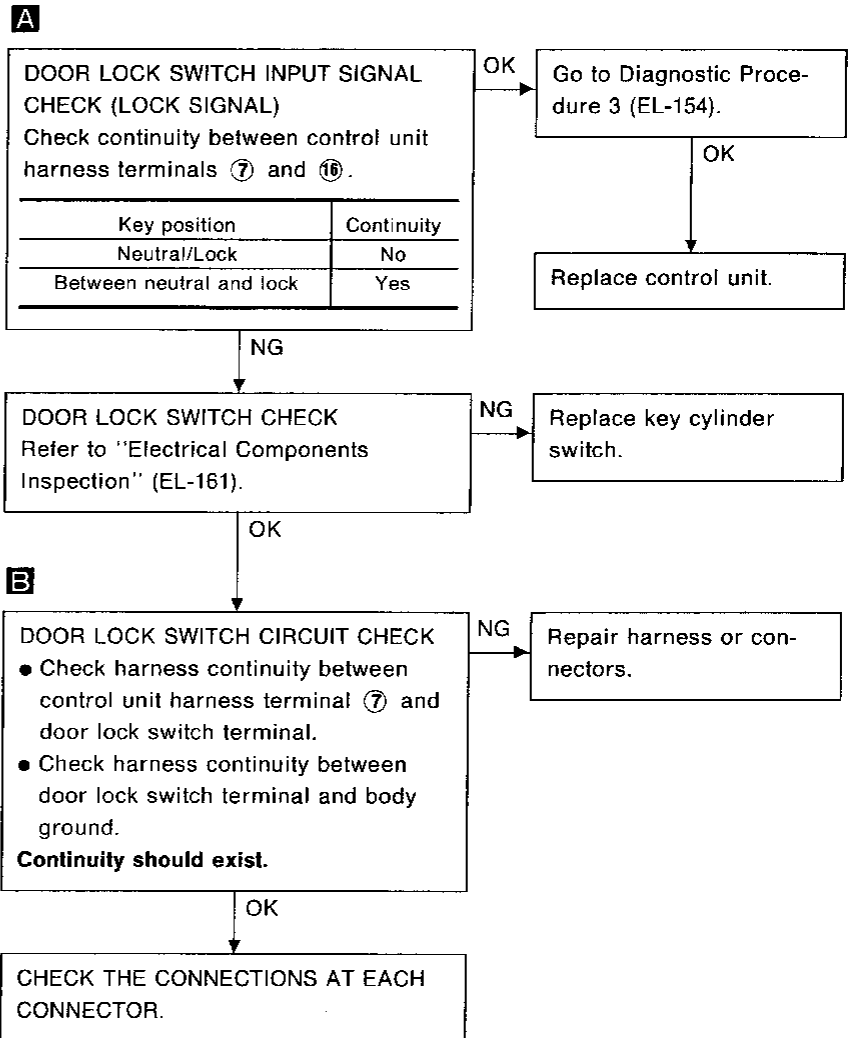 A
DOOR LOCK SWITCH INPUT SIGNAL
CHECK (LOCK SIGNAL)
Check continuity between control unit
harness terminals ⑦ and ⑯.
Key position Continuity
Neutral/Lock No
Between neutral and lock Yes
OK
Go to Diagnostic Proce-
dure 3 (EL-154).
OK
Replace control unit.
NG
DOOR LOCK SWITCH CHECK
Refer to "Electrical Components
Inspection" (EL-161).
NG
Replace key cylinder
switch.
OK
B
DOOR LOCK SWITCH CIRCUIT CHECK
● Check harness continuity between
control unit harness terminal ⑦ and
door lock switch terminal.
● Check harness continuity between
door lock switch terminal and body
ground.
Continuity should exist.
NG
Repair harness or con-
nectors.
OK
CHECK THE CONNECTIONS AT EACH
CONNECTOR.